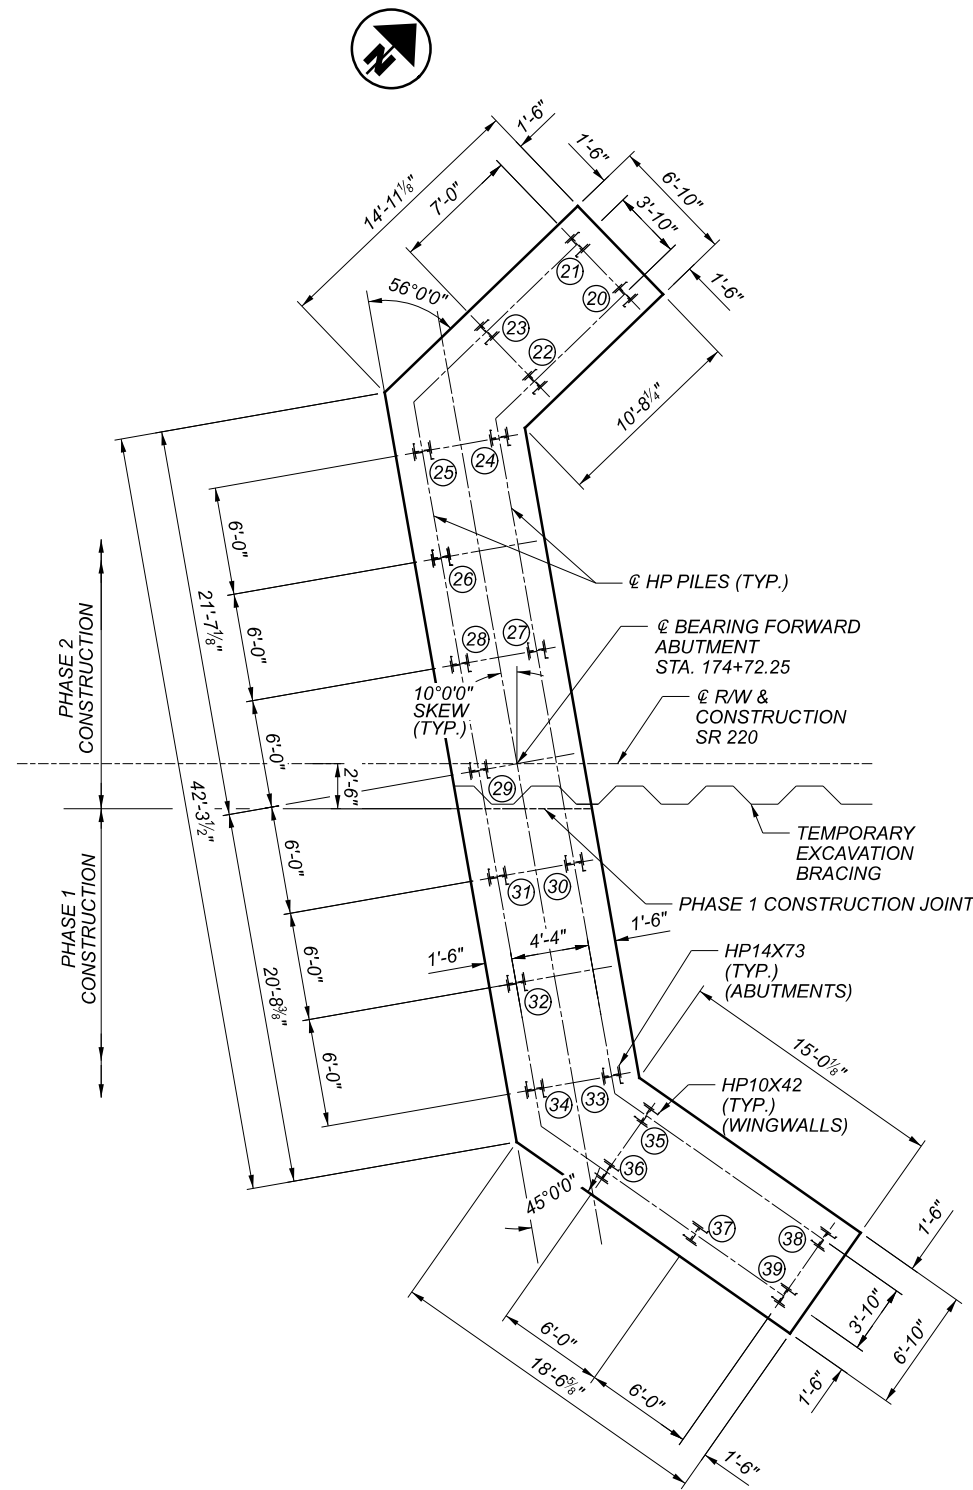 N
1'-6"
1'-6"
6'-10"
14'-11⅛"
7'-0"
3'-10"
1'-6"
56°0'0"
21
20
23
22
10'-8¼"
25
24
6'-0"
26
℄ HP PILES (TYP.)
21'-7⅛"
6'-0"
28
27
℄ BEARING FORWARD
ABUTMENT
STA. 174+72.25
PHASE 2
CONSTRUCTION
10°0'0"
SKEW
(TYP.)
℄ R/W &
CONSTRUCTION
SR 220
6'-0"
2'-6"
29
42'-3½"
TEMPORARY
EXCAVATION
BRACING
6'-0"
31
30
PHASE 1
CONSTRUCTION
PHASE 1 CONSTRUCTION JOINT
1'-6"
4'-4"
1'-6"
HP14X73
(TYP.)
(ABUTMENTS)
6'-0"
20'-8⅜"
32
6'-0"
34
33
15'-0⅛"
HP10X42
(TYP.)
(WINGWALLS)
35
36
45°0'0"
37
38
39
1'-6"
3'-10"
6'-10"
6'-0"
18'-6⅝"
6'-0"
1'-6"
1'-6"